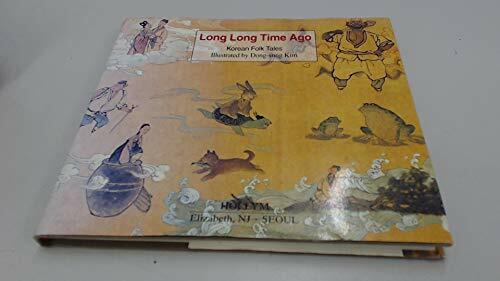 Long Long Time Ago
Korean Folk Tales
Illustrated by Dong-sung Kim
HOLLYM
Elizabeth, NJ · SEOUL